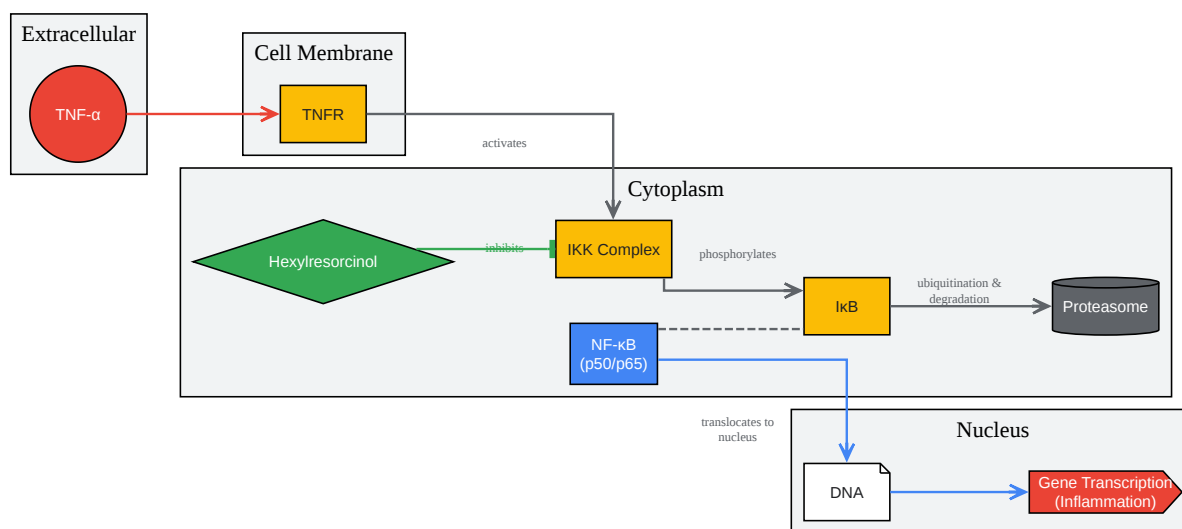 Extracellular
TNF-α
Cell Membrane
TNFR
activates
Cytoplasm
Hexylresorcinol
inhibits
IKK Complex
phosphorylates
IκB
ubiquitination &
degradation
Proteasome
NF-κB
(p50/p65)
translocates to
nucleus
Nucleus
DNA
Gene Transcription
(Inflammation)